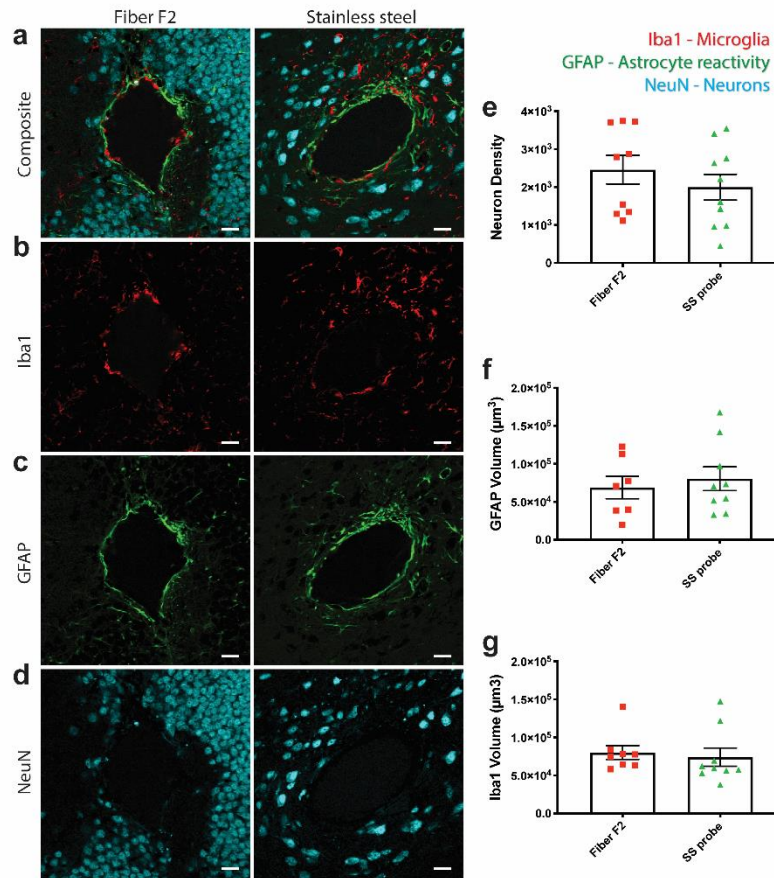 Fiber F2
Stainless steel
a
Composite
b
Iba1
c
GFAP
d
NeuN
Iba1 - Microglia
GFAP - Astrocyte reactivity
NeuN - Neurons
e
4×10³
3×10³
2×10³
1×10³
0
Neuron Density
Fiber F2
SS probe
f
2.0×10⁵
1.5×10⁵
1.0×10⁵
5.0×10⁴
0.0
GFAP Volume (µm³)
Fiber F2
SS probe
g
2.0×10⁵
1.5×10⁵
1.0×10⁵
5.0×10⁴
0.0
Iba1 Volume (µm3)
Fiber F2
SS probe